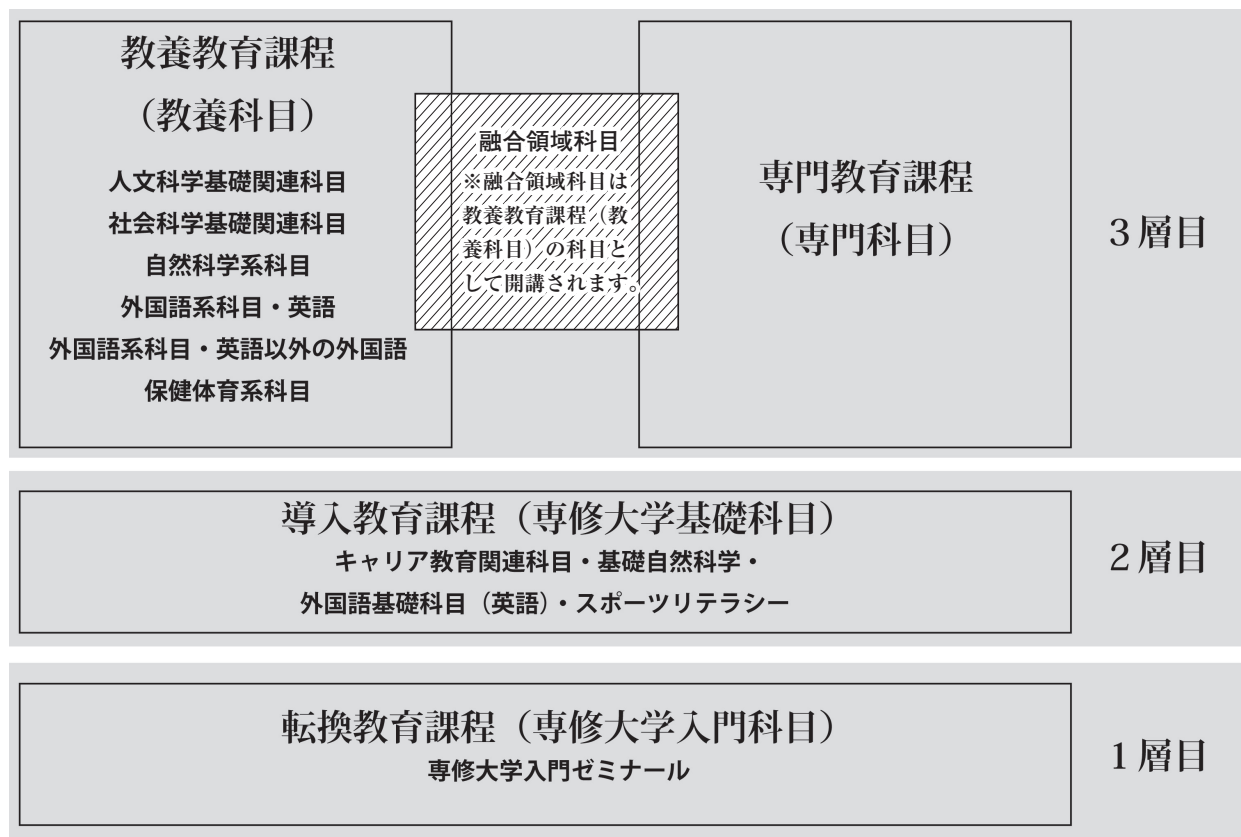 教養教育課程
（教養科目）
人文科学基礎関連科目
社会科学基礎関連科目
自然科学系科目
外国語系科目・英語
外国語系科目・英語以外の外国語
保健体育系科目
融合領域科目
※融合領域科目は
教養教育課程（教
養科目）の科目と
して開講されます。
専門教育課程
（専門科目）
３層目
導入教育課程（専修大学基礎科目）
キャリア教育関連科目・基礎自然科学・
外国語基礎科目（英語）・スポーツリテラシー
２層目
転換教育課程（専修大学入門科目）
専修大学入門ゼミナール
１層目